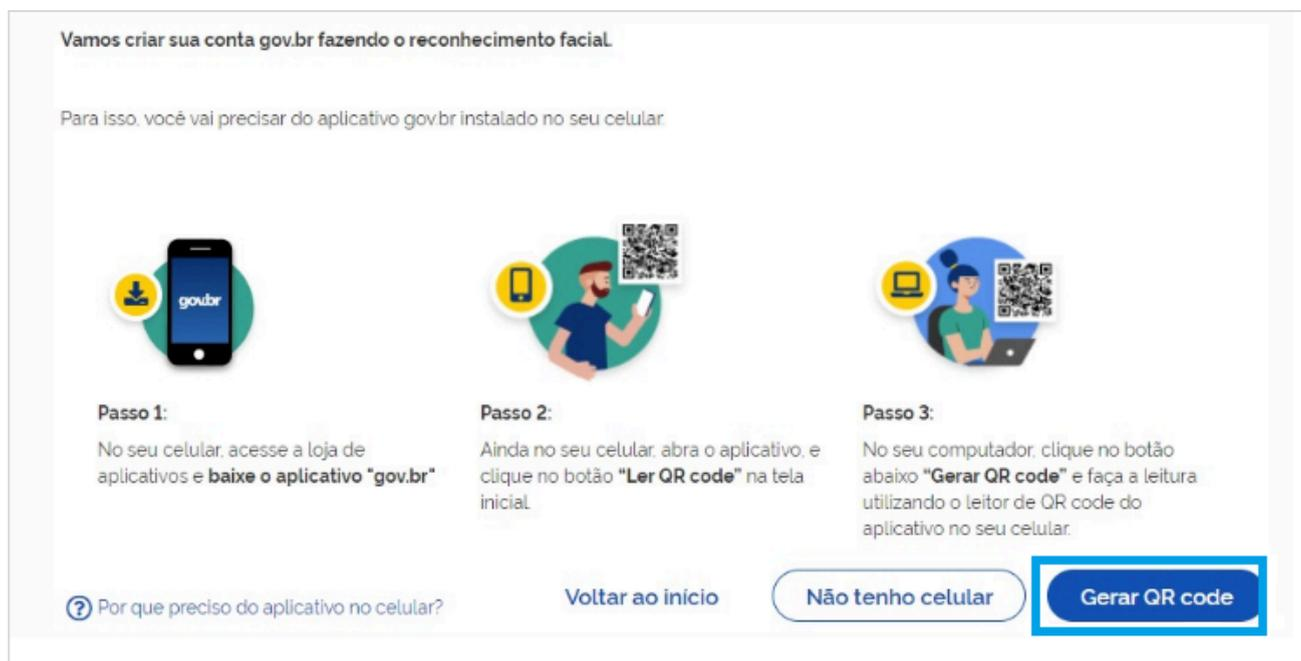 Vamos criar sua conta gov.br fazendo o reconhecimento facial.
Para isso, você vai precisar do aplicativo gov.br instalado no seu celular.
gov.br
Passo 1:
No seu celular, acesse a loja de
aplicativos e baixe o aplicativo "gov.br"
Passo 2:
Ainda no seu celular, abra o aplicativo, e
clique no botão “Ler QR code” na tela
inicial.
Passo 3:
No seu computador, clique no botão
abaixo “Gerar QR code” e faça a leitura
utilizando o leitor de QR code do
aplicativo no seu celular.
? Por que preciso do aplicativo no celular?
Voltar ao início
Não tenho celular
Gerar QR code